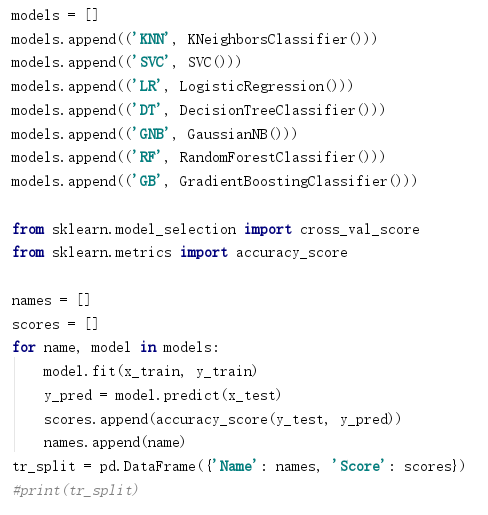 models = []
models.append(('KNN', KNeighborsClassifier()))
models.append(('SVC', SVC()))
models.append(('LR', LogisticRegression()))
models.append(('DT', DecisionTreeClassifier()))
models.append(('GNB', GaussianNB()))
models.append(('RF', RandomForestClassifier()))
models.append(('GB', GradientBoostingClassifier()))
from sklearn.model_selection import cross_val_score
from sklearn.metrics import accuracy_score
names = []
scores = []
for name, model in models:
    model.fit(x_train, y_train)
    y_pred = model.predict(x_test)
    scores.append(accuracy_score(y_test, y_pred))
    names.append(name)
tr_split = pd.DataFrame({'Name': names, 'Score': scores})
#print(tr_split)